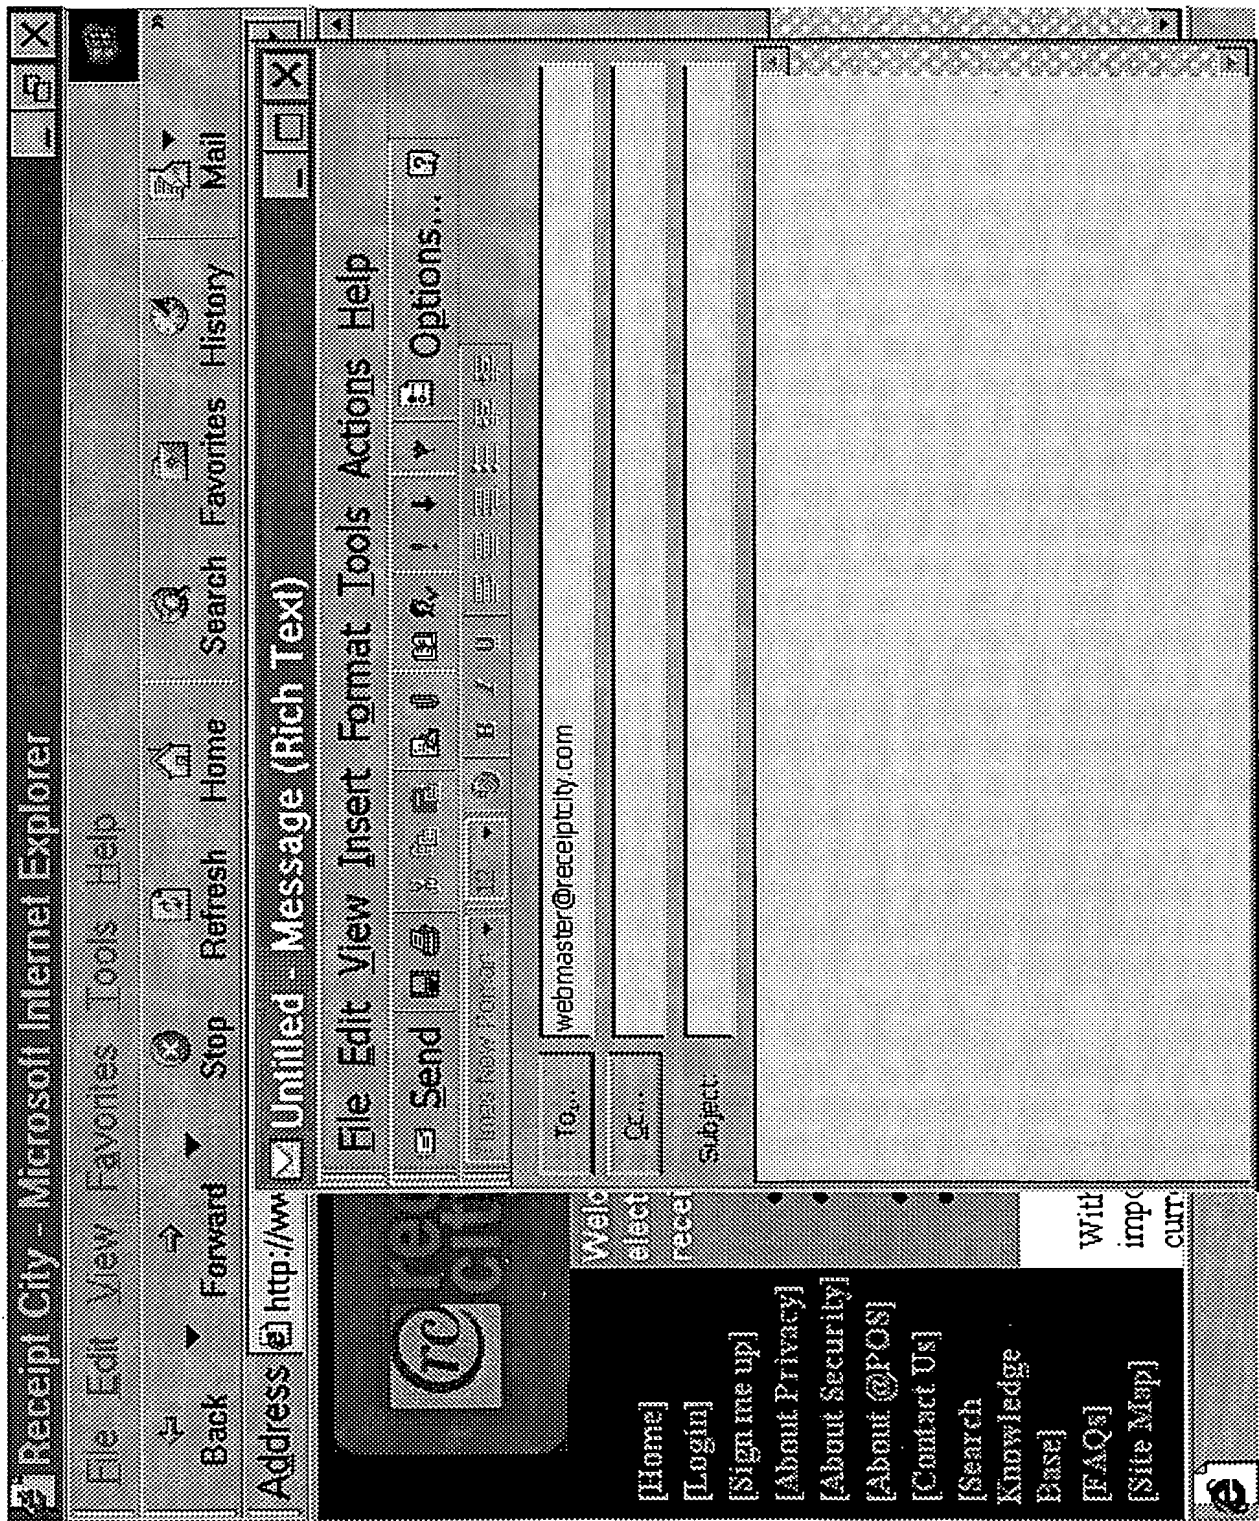 Receipt City - Microsoft Internet Explorer
File Edit View Favorites Tools Help
Back Forward Stop Refresh Home Search Favorites History Mail
Address http://ww
Untitled - Message (Rich Text)
File Edit View Insert Format Tools Actions Help
Send Options...
B I U
To... webmaster@receiptcity.com
Cc...
Subject:
rc
[Home]
[Login]
[Sign me up]
[About Privacy]
[About Security]
[About @POS]
[Contact Us]
[Search
Knowledge
Base]
[FAQs]
[Site Map]
Welc
elect
recei
With
impo
curre